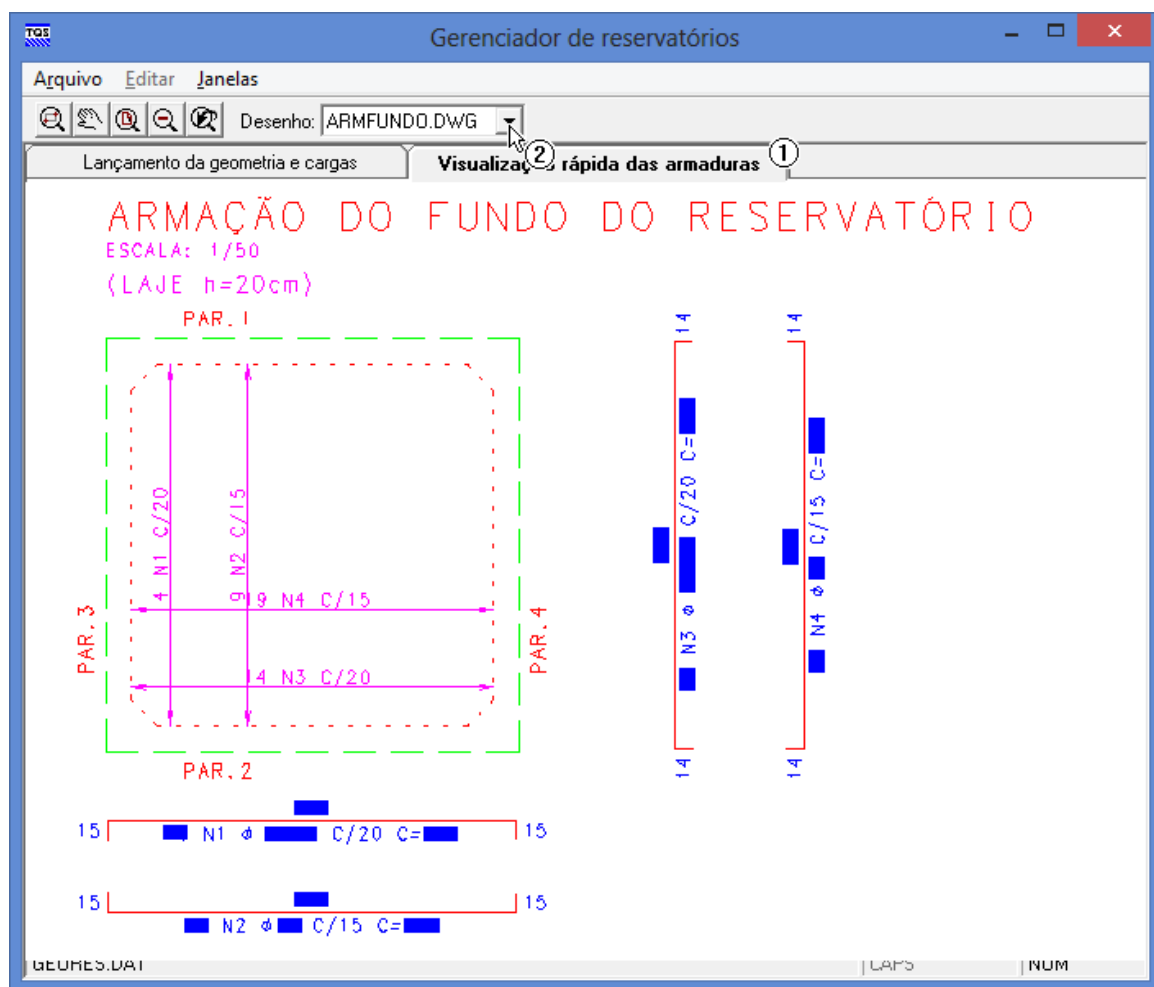 TQS
Gerenciador de reservatórios
Arquivo Editar Janelas
Desenho: ARMFUNDO.DWG
2
Lançamento da geometria e cargas
rápida das armaduras
1
ARMAÇÃO DO FUNDO DO RESERVATÓRIO
ESCALA: 1/50
(LAJE h=20cm)
PAR. 1
4 N1 C/20
9 N2 C/15
N4 C/15
N3 C/20
PAR. 3
PAR. 4
PAR. 2
14
N3 φ C/20 C=
14
14
N4 φ C/15 C=
14
15 N1 φ C/20 C= 15
15 N2 φ C/15 C= 15
GEORES.DAT CAPS NUM